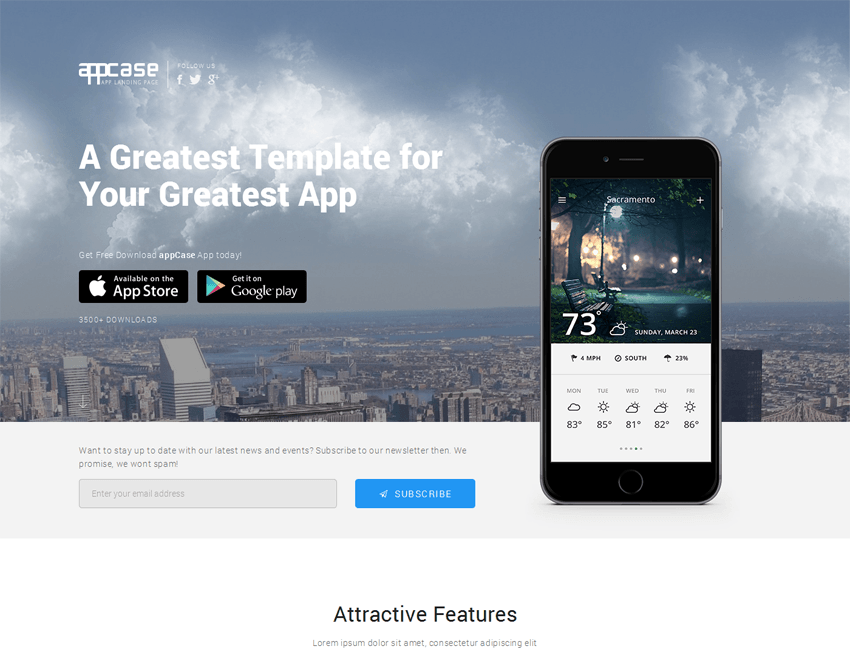 appcase
APP LANDING PAGE
FOLLOW US
A Greatest Template for
Your Greatest App
Get Free Download appCase App today!
Available on the
App Store
Get it on
Google play
3500+ DOWNLOADS
Sacramento
73°
SUNDAY, MARCH 23
4 MPH SOUTH 23%
MON TUE WED THU FRI
83° 85° 81° 82° 86°
Want to stay up to date with our latest news and events? Subscribe to our newsletter then. We
promise, we wont spam!
Enter your email address
SUBSCRIBE
Attractive Features
Lorem ipsum dolor sit amet, consectetur adipiscing elit